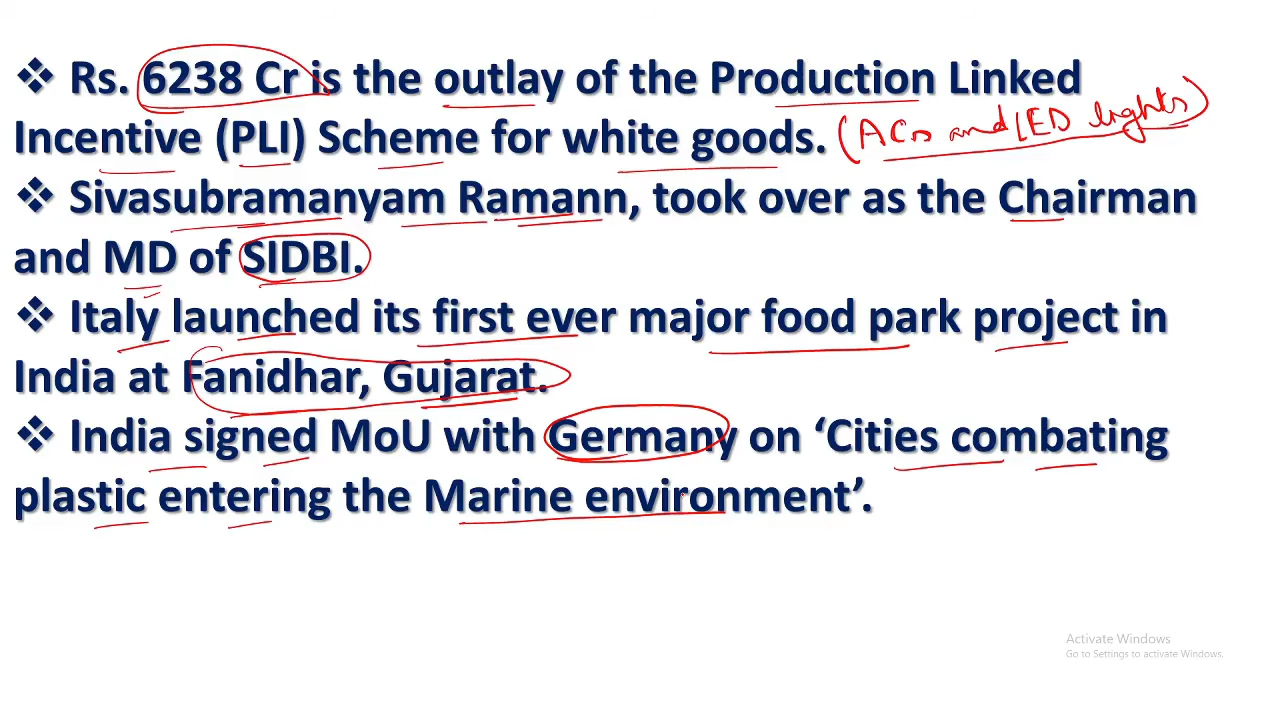 ❖ Rs. 6238 Cr is the outlay of the Production Linked
Incentive (PLI) Scheme for white goods. (ACs and LED lights)
❖ Sivasubramanyam Ramann, took over as the Chairman
and MD of SIDBI.
❖ Italy launched its first ever major food park project in
India at Fanidhar, Gujarat.
❖ India signed MoU with Germany on ‘Cities combating
plastic entering the Marine environment’.
Activate Windows
Go to Settings to activate Windows.